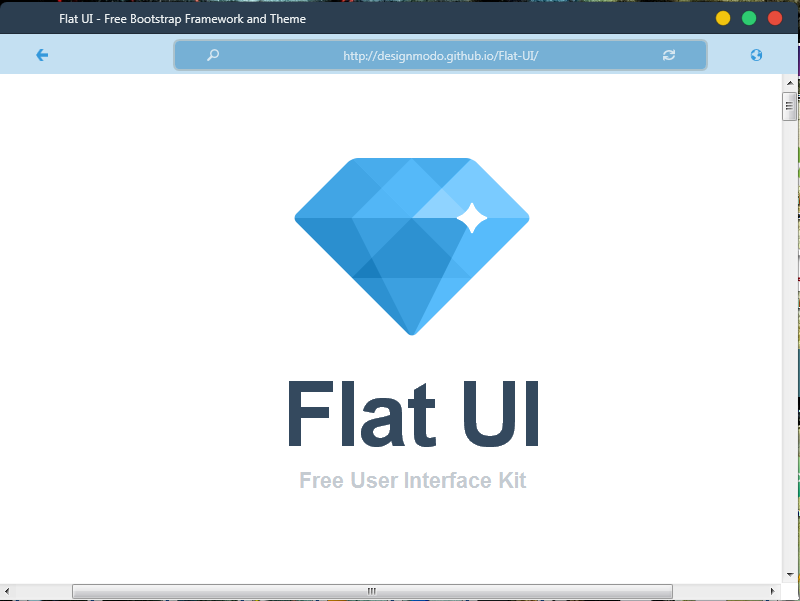 Flat UI - Free Bootstrap Framework and Theme
http://designmodo.github.io/Flat-UI/
Flat UI
Free User Interface Kit